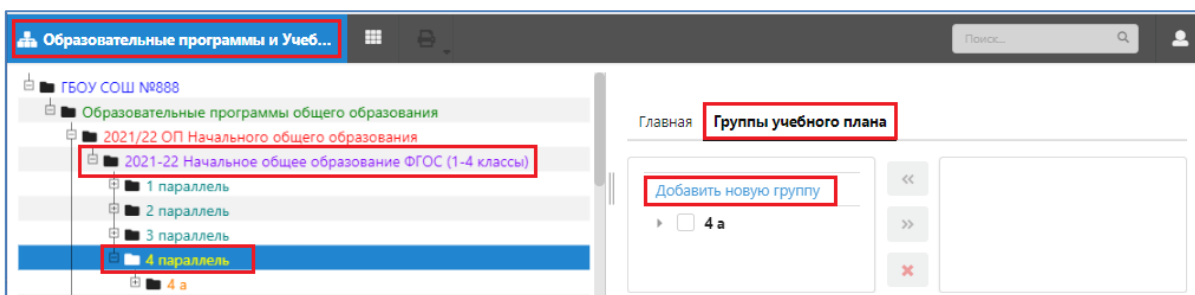 Образовательные программы и Учеб...
Поиск...
ГБОУ СОШ №888
Образовательные программы общего образования
2021/22 ОП Начального общего образования
2021-22 Начальное общее образование ФГОС (1-4 классы)
1 параллель
2 параллель
3 параллель
4 параллель
4 а
Главная Группы учебного плана
Добавить новую группу
4 а